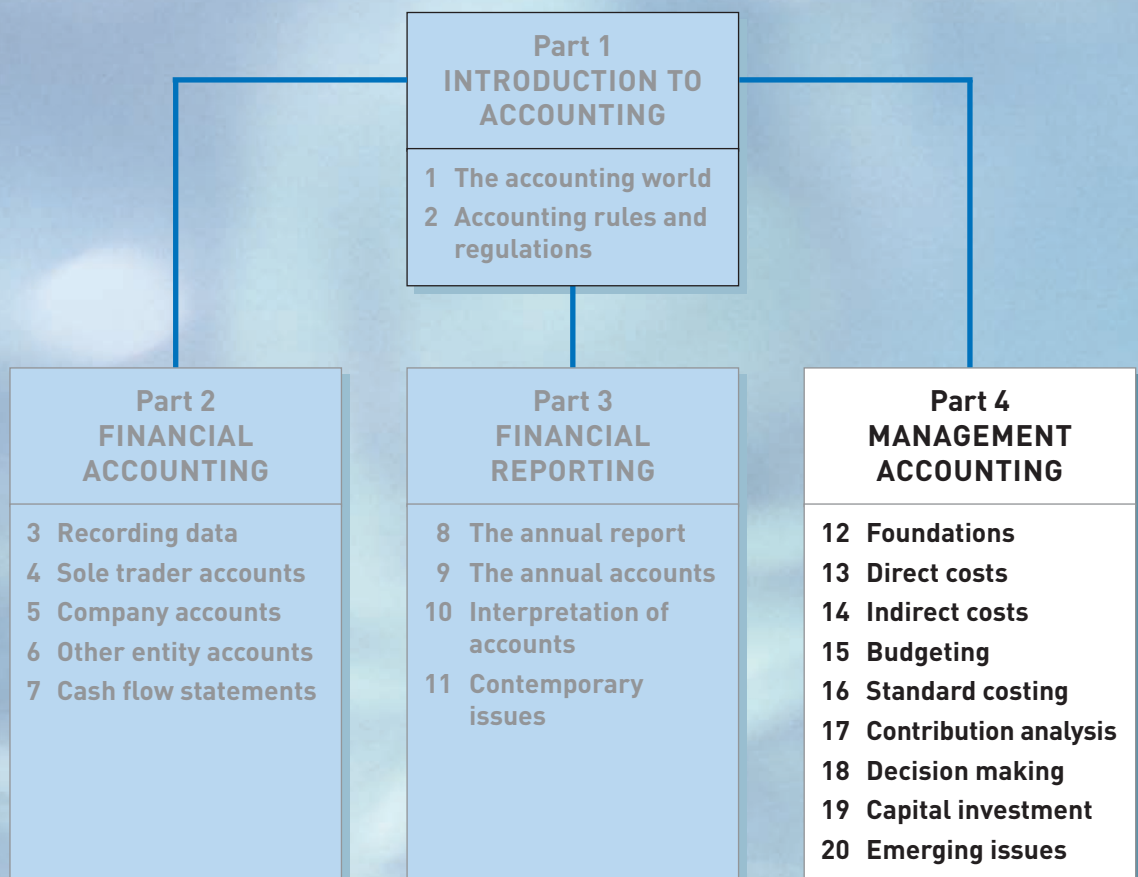 Part 1
INTRODUCTION TO
ACCOUNTING
1 The accounting world
2 Accounting rules and
regulations
Part 2
FINANCIAL
ACCOUNTING
3 Recording data
4 Sole trader accounts
5 Company accounts
6 Other entity accounts
7 Cash flow statements
Part 3
FINANCIAL
REPORTING
8 The annual report
9 The annual accounts
10 Interpretation of
accounts
11 Contemporary
issues
Part 4
MANAGEMENT
ACCOUNTING
12 Foundations
13 Direct costs
14 Indirect costs
15 Budgeting
16 Standard costing
17 Contribution analysis
18 Decision making
19 Capital investment
20 Emerging issues